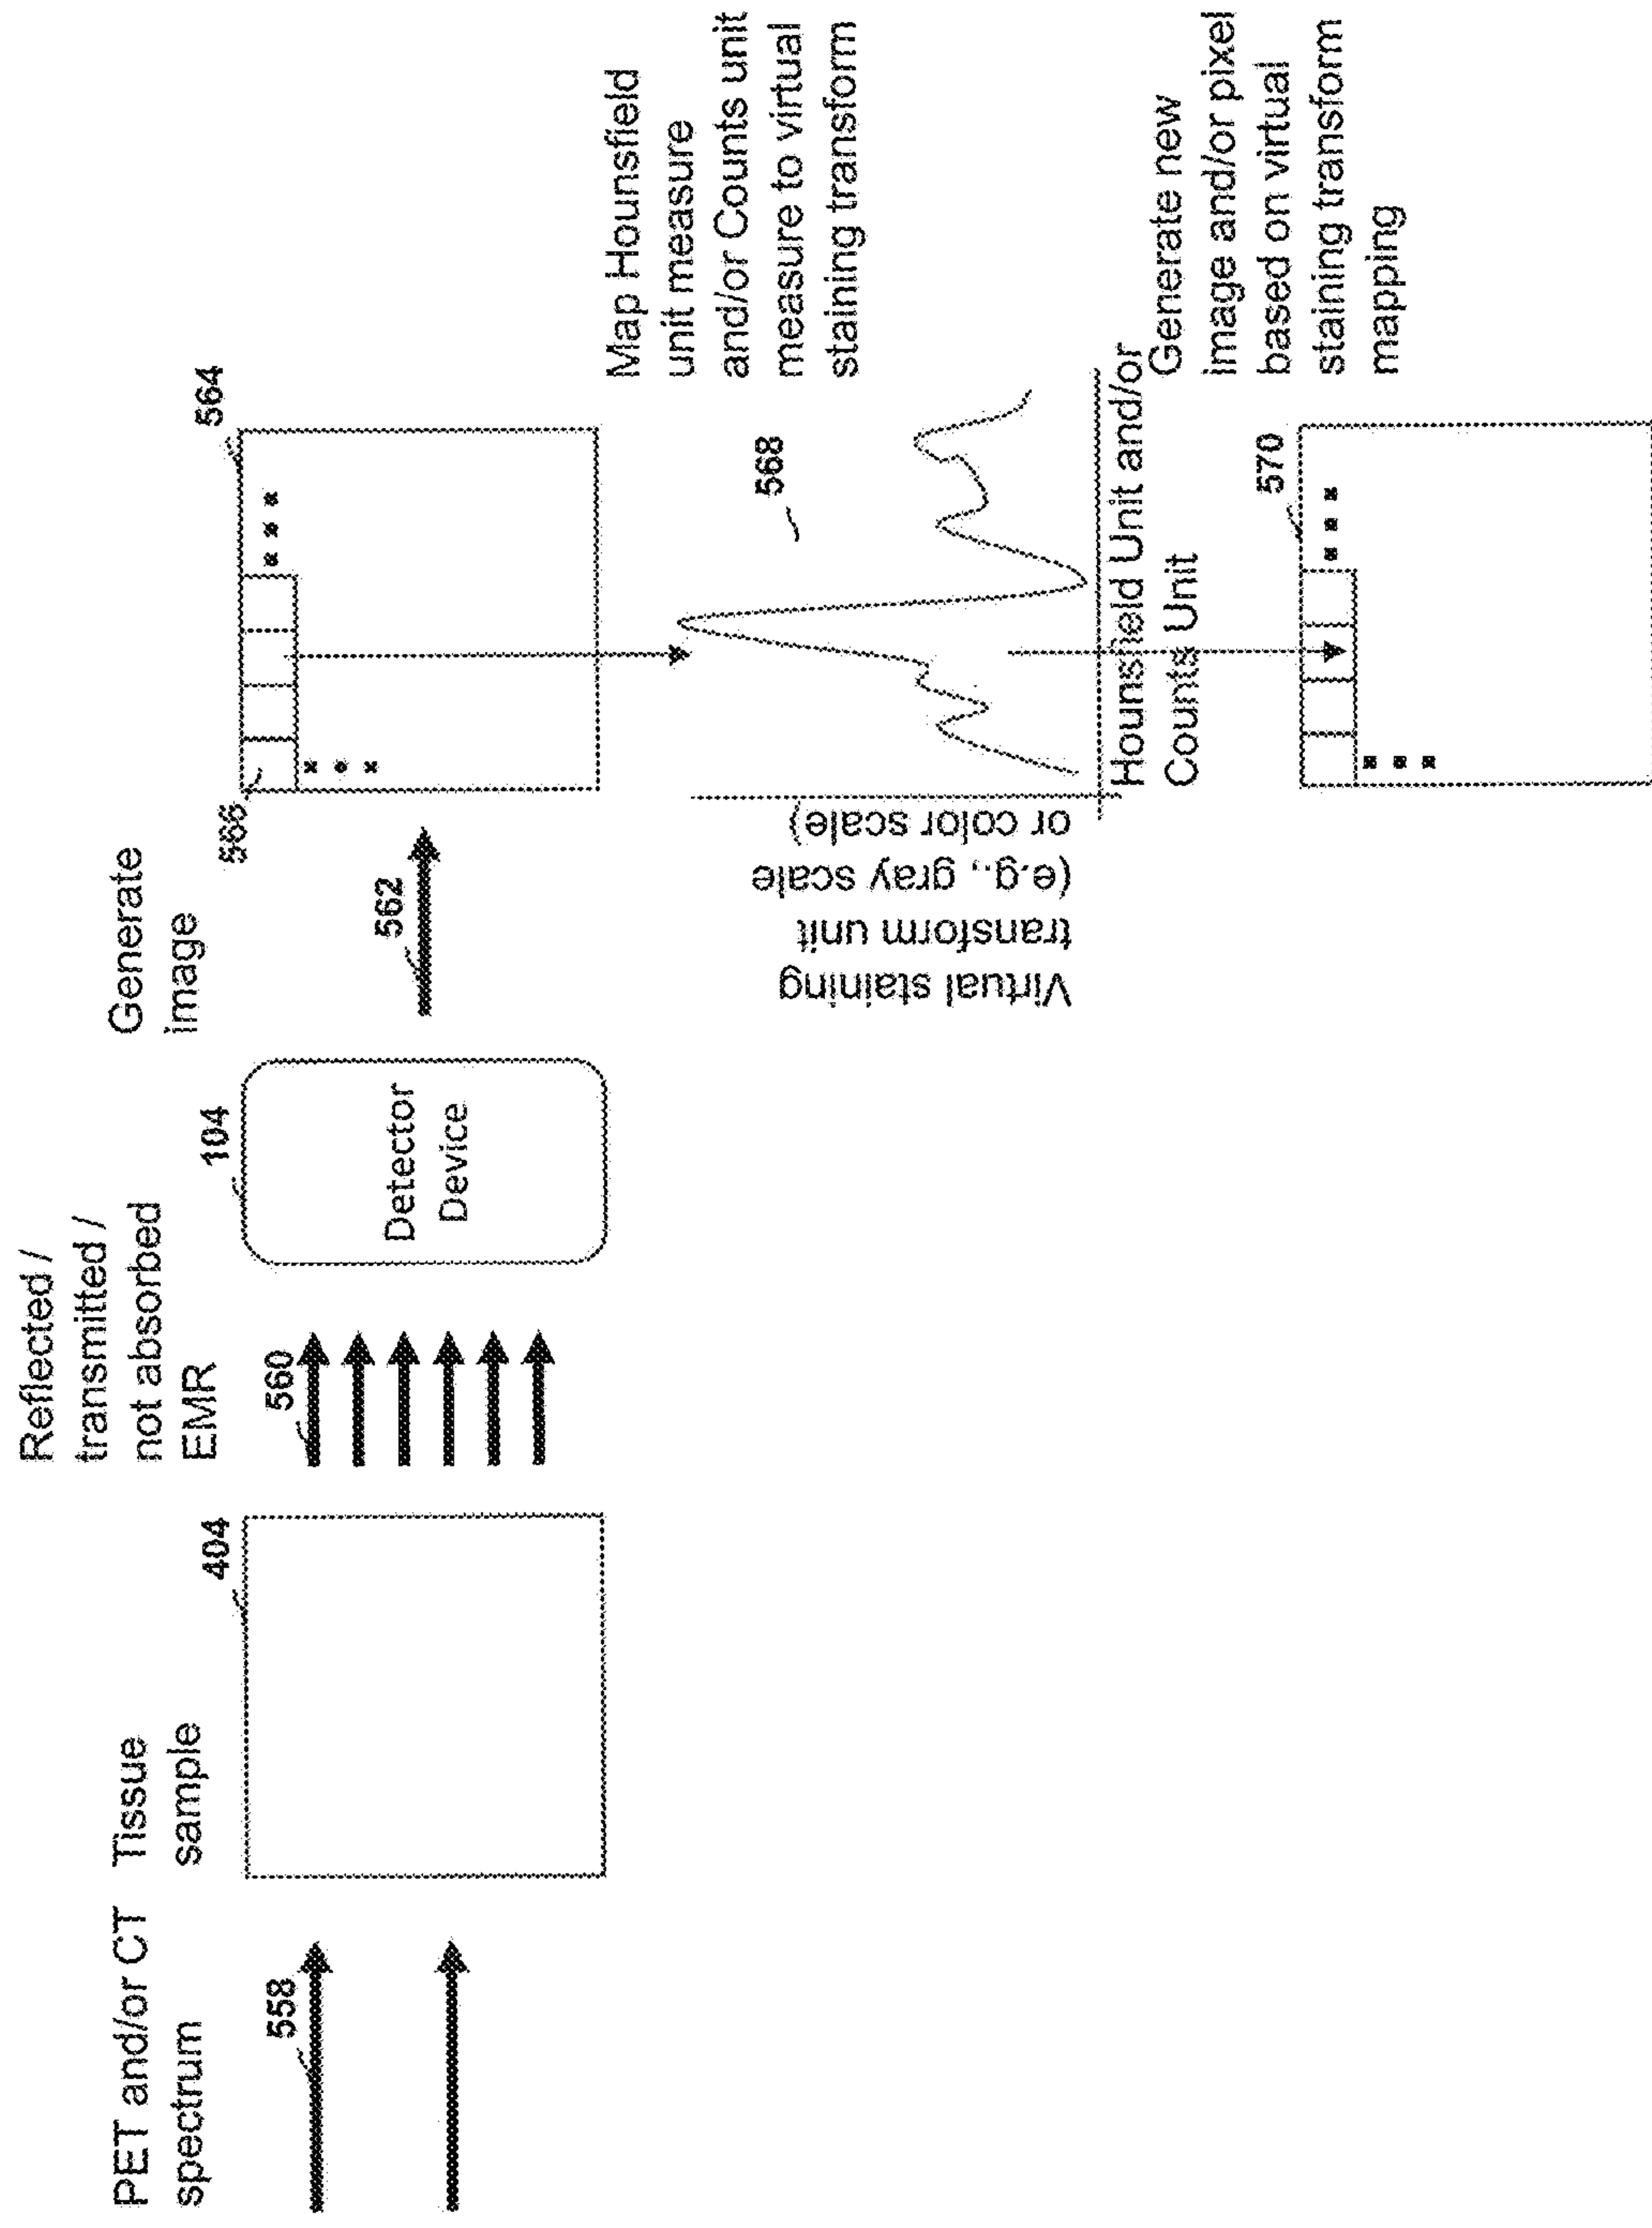 PET and/or CT
spectrum
558
Tissue
sample
404
Reflected /
transmitted /
not absorbed
EMR
560
104
Detector
Device
Generate
image
562
566
564
Map Hounsfield
unit measure
and/or Counts unit
measure to virtual
staining transform
568
Virtual staining
transform unit
(e.g., gray scale
or color scale)
Hounsfield Unit and/or
Counts Unit
Generate new
image and/or pixel
based on virtual
staining transform
mapping
570